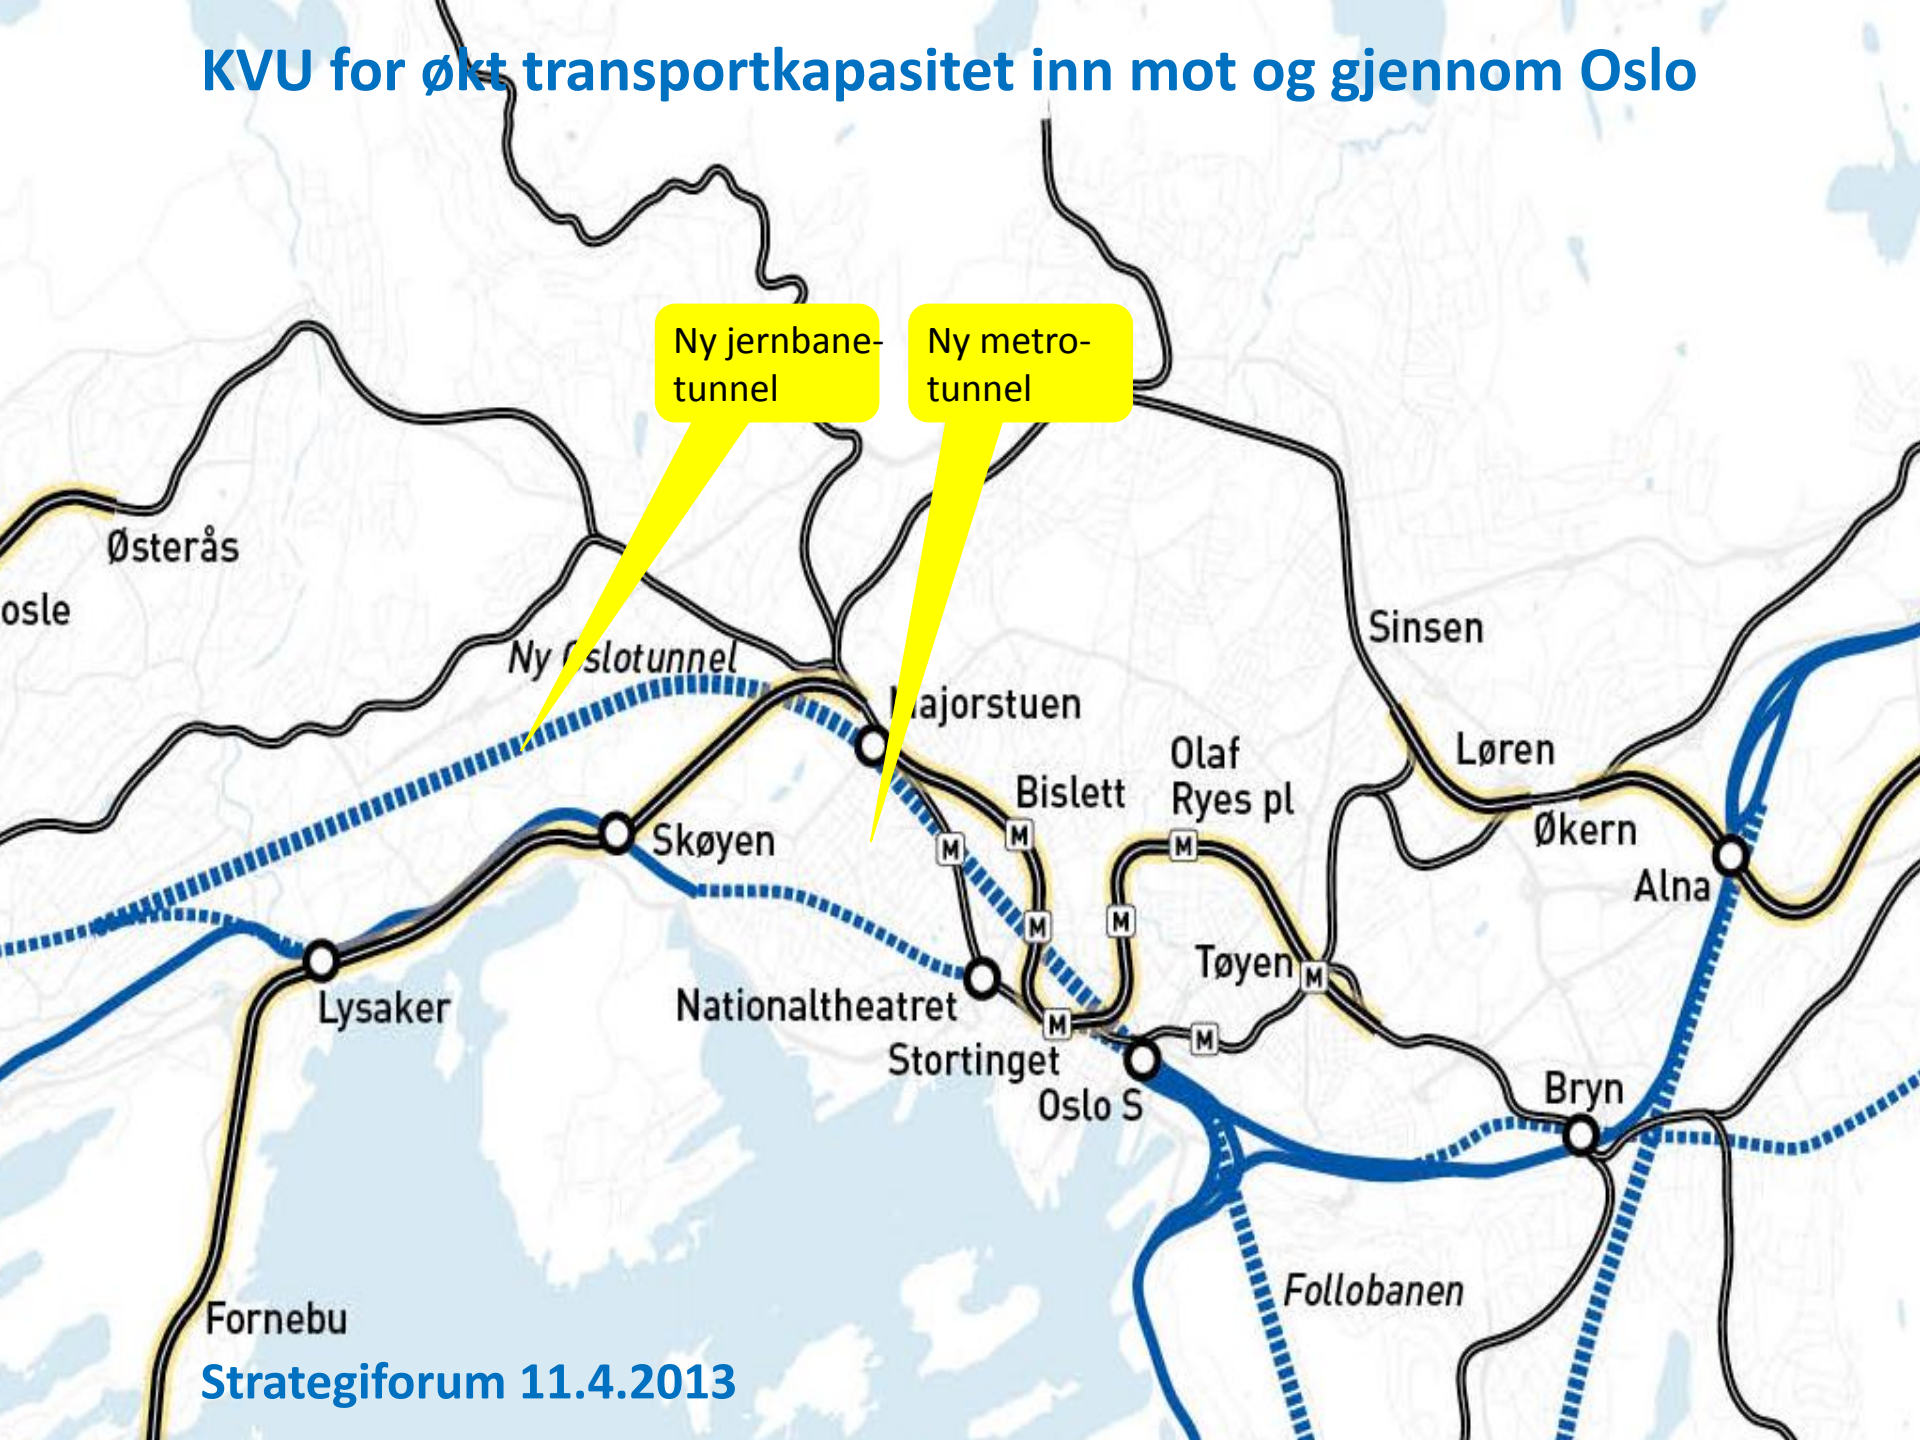 KVU for økt transportkapasitet inn mot og gjennom Oslo
Ny jernbane-
tunnel
Ny metro-
tunnel
Østerås
osle
Sinsen
Ny Oslotunnel
Majorstuen
Løren
Olaf
Ryes pl
Bislett
Økern
Skøyen
M
M
M
Alna
M
M
Tøyen
M
Lysaker
Nationaltheatret
M
M
Stortinget
Bryn
Oslo S
Follobanen
Fornebu
Strategiforum 11.4.2013